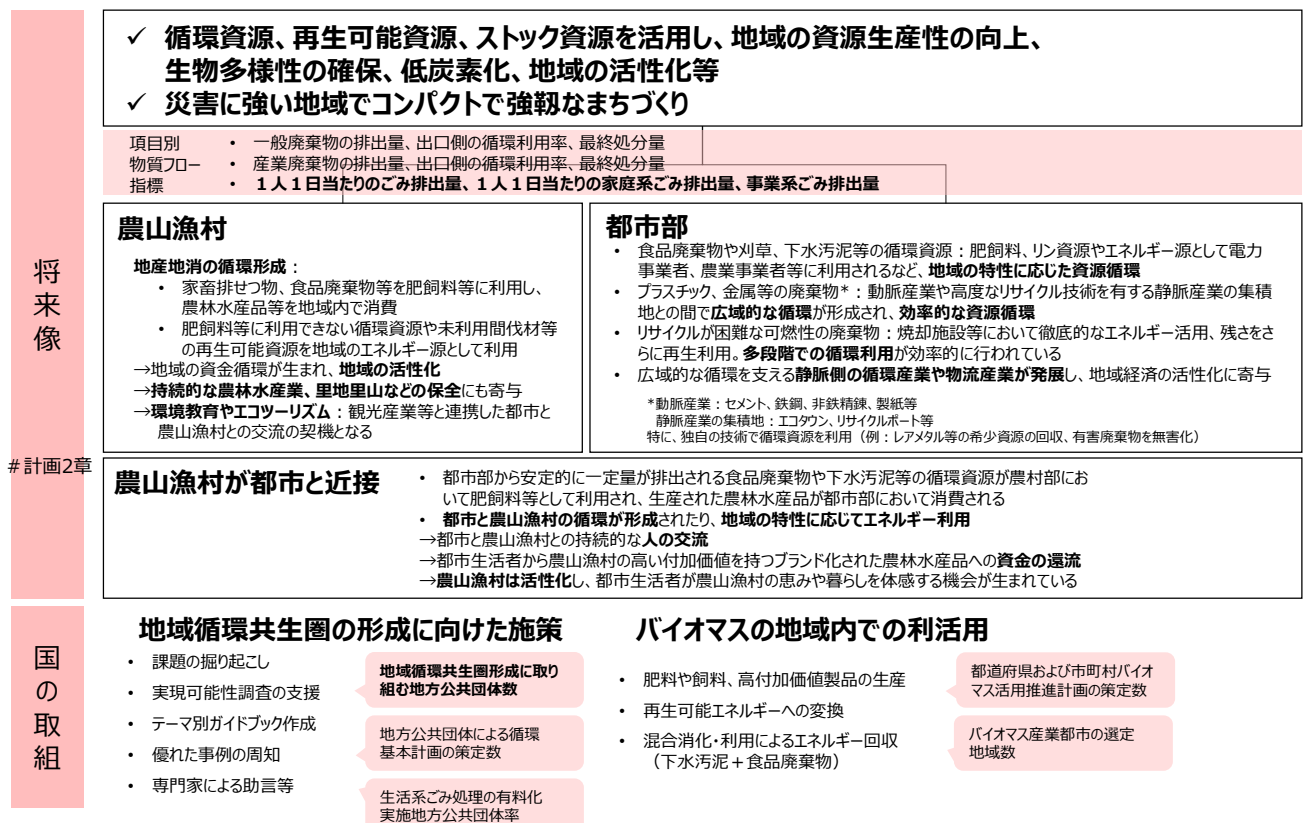 ✓ 循環資源、再生可能資源、ストック資源を活用し、地域の資源生産性の向上、
生物多様性の確保、低炭素化、地域の活性化等
✓ 災害に強い地域でコンパクトで強靱なまちづくり
項目別
物質フロー
指標
• 一般廃棄物の排出量、出口側の循環利用率、最終処分量
• 産業廃棄物の排出量、出口側の循環利用率、最終処分量
• １人１日当たりのごみ排出量、１人１日当たりの家庭系ごみ排出量、事業系ごみ排出量
将来像
#計画2章
農山漁村
地産地消の循環形成：
• 家畜排せつ物、食品廃棄物等を肥飼料等に利用し、
農林水産品等を地域内で消費
• 肥飼料等に利用できない循環資源や未利用間伐材等
の再生可能資源を地域のエネルギー源として利用
→地域の資金循環が生まれ、地域の活性化
→持続的な農林水産業、里地里山などの保全にも寄与
→環境教育やエコツーリズム：観光産業等と連携した都市と
農山漁村との交流の契機となる
都市部
• 食品廃棄物や刈草、下水汚泥等の循環資源：肥飼料、リン資源やエネルギー源として電力
事業者、農業事業者等に利用されるなど、地域の特性に応じた資源循環
• プラスチック、金属等の廃棄物*：動脈産業や高度なリサイクル技術を有する静脈産業の集積
地との間で広域的な循環が形成され、効率的な資源循環
• リサイクルが困難な可燃性の廃棄物：焼却施設等において徹底的なエネルギー活用、残さをさ
らに再生利用。多段階での循環利用が効率的に行われている
• 広域的な循環を支える静脈側の循環産業や物流産業が発展し、地域経済の活性化に寄与
*動脈産業：セメント、鉄鋼、非鉄精錬、製紙等
静脈産業の集積地：エコタウン、リサイクルポート等
特に、独自の技術で循環資源を利用（例：レアメタル等の希少資源の回収、有害廃棄物を無害化）
農山漁村が都市と近接
• 都市部から安定的に一定量が排出される食品廃棄物や下水汚泥等の循環資源が農村部にお
いて肥飼料等として利用され、生産された農林水産品が都市部において消費される
• 都市と農山漁村の循環が形成されたり、地域の特性に応じてエネルギー利用
→都市と農山漁村との持続的な人の交流
→都市生活者から農山漁村の高い付加価値を持つブランド化された農林水産品への資金の還流
→農山漁村は活性化し、都市生活者が農山漁村の恵みや暮らしを体感する機会が生まれている
国の取組
地域循環共生圏の形成に向けた施策
• 課題の掘り起こし
• 実現可能性調査の支援
• テーマ別ガイドブック作成
• 優れた事例の周知
• 専門家による助言等
地域循環共生圏形成に取り
組む地方公共団体数
地方公共団体による循環
基本計画の策定数
生活系ごみ処理の有料化
実施地方公共団体率
バイオマスの地域内での利活用
• 肥料や飼料、高付加価値製品の生産
• 再生可能エネルギーへの変換
• 混合消化・利用によるエネルギー回収
（下水汚泥＋食品廃棄物）
都道府県および市町村バイオ
マス活用推進計画の策定数
バイオマス産業都市の選定
地域数